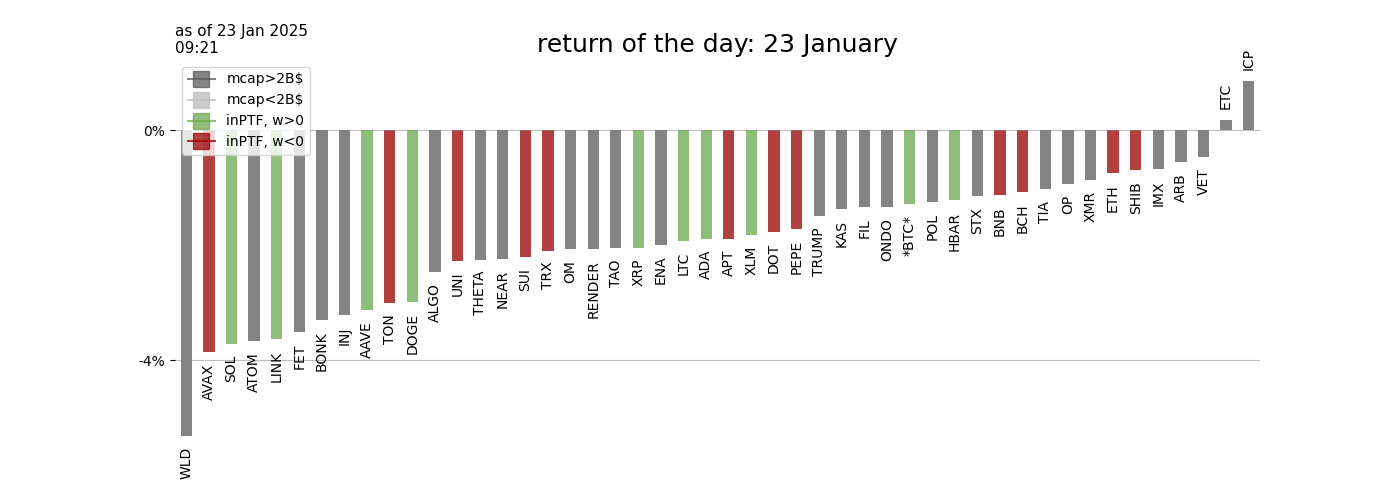 as of 23 Jan 2025
09:21
return of the day: 23 January
mcap>2B$
mcap<2B$
inPTF, w>0
inPTF, w<0
0%
-4%
WLD
AVAX
SOL
ATOM
LINK
FET
BONK
INJ
AAVE
TON
DOGE
ALGO
UNI
THETA
NEAR
SUI
TRX
OM
RENDER
TAO
XRP
ENA
LTC
ADA
APT
XLM
DOT
PEPE
TRUMP
KAS
FIL
ONDO
*BTC*
POL
HBAR
STX
BNB
BCH
TIA
OP
XMR
ETH
SHIB
IMX
ARB
VET
ETC
ICP